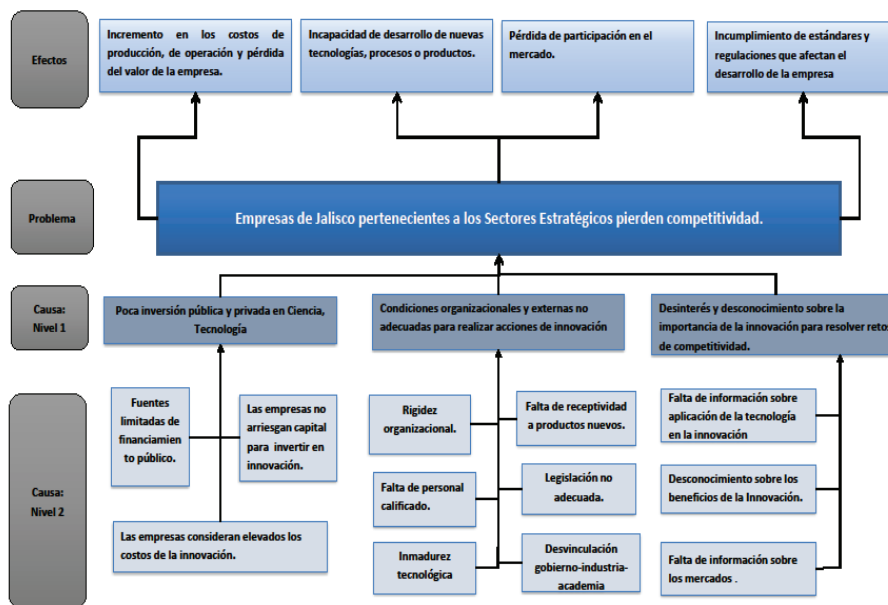 Efectos
Incremento en los costos de
producción, de operación y pérdida
del valor de la empresa.
Incapacidad de desarrollo de nuevas
tecnologías, procesos o productos.
Pérdida de participación en el
mercado.
Incumplimiento de estándares y
regulaciones que afectan el
desarrollo de la empresa
Problema
Empresas de Jalisco pertenecientes a los Sectores Estratégicos pierden competitividad.
Causa:
Nivel 1
Poca inversión pública y privada en Ciencia,
Tecnología
Condiciones organizacionales y externas no
adecuadas para realizar acciones de innovación
Desinterés y desconocimiento sobre la
importancia de la innovación para resolver retos
de competitividad.
Causa:
Nivel 2
Fuentes
limitadas de
financiamien
to público.
Las empresas no
arriesgan capital
para invertir en
innovación.
Las empresas consideran elevados los
costos de la innovación.
Rigidez
organizacional.
Falta de receptividad
a productos nuevos.
Falta de personal
calificado.
Legislación no
adecuada.
Inmadurez
tecnológica
Desvinculación
gobierno-industria-
academia
Falta de información sobre
aplicación de la tecnología
en la innovación
Desconocimiento sobre los
beneficios de la Innovación.
Falta de información sobre
los mercados .